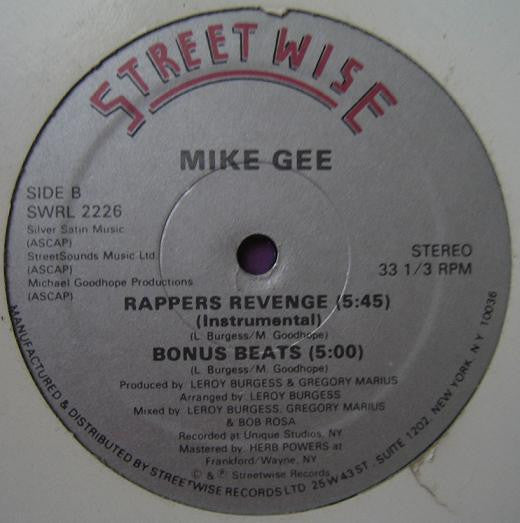 STREETWISE
MIKE GEE
SIDE B
SWRL 2226
Silver Satin Music
(ASCAP)
StreetSounds Music Ltd.
(ASCAP)
Michael Goodhope Productions
(ASCAP)
STEREO
33 1/3 RPM
RAPPERS REVENGE (5:45)
(Instrumental)
(L. Burgess/M. Goodhope)
BONUS BEATS (5:00)
(L. Burgess/M. Goodhope)
Produced by: LEROY BURGESS & GREGORY MARIUS
Arranged by: LEROY BURGESS
Mixed by: LEROY BURGESS, GREGORY MARIUS
& BOB ROSA
Recorded at Unique Studios, NY
Mastered by: HERB POWERS at
Frankford/Wayne, NY
© & ℗ Streetwise Records
MANUFACTURED & DISTRIBUTED BY STREETWISE RECORDS LTD. 25 W 43 ST - SUITE 1202, NEW YORK, N Y 10036